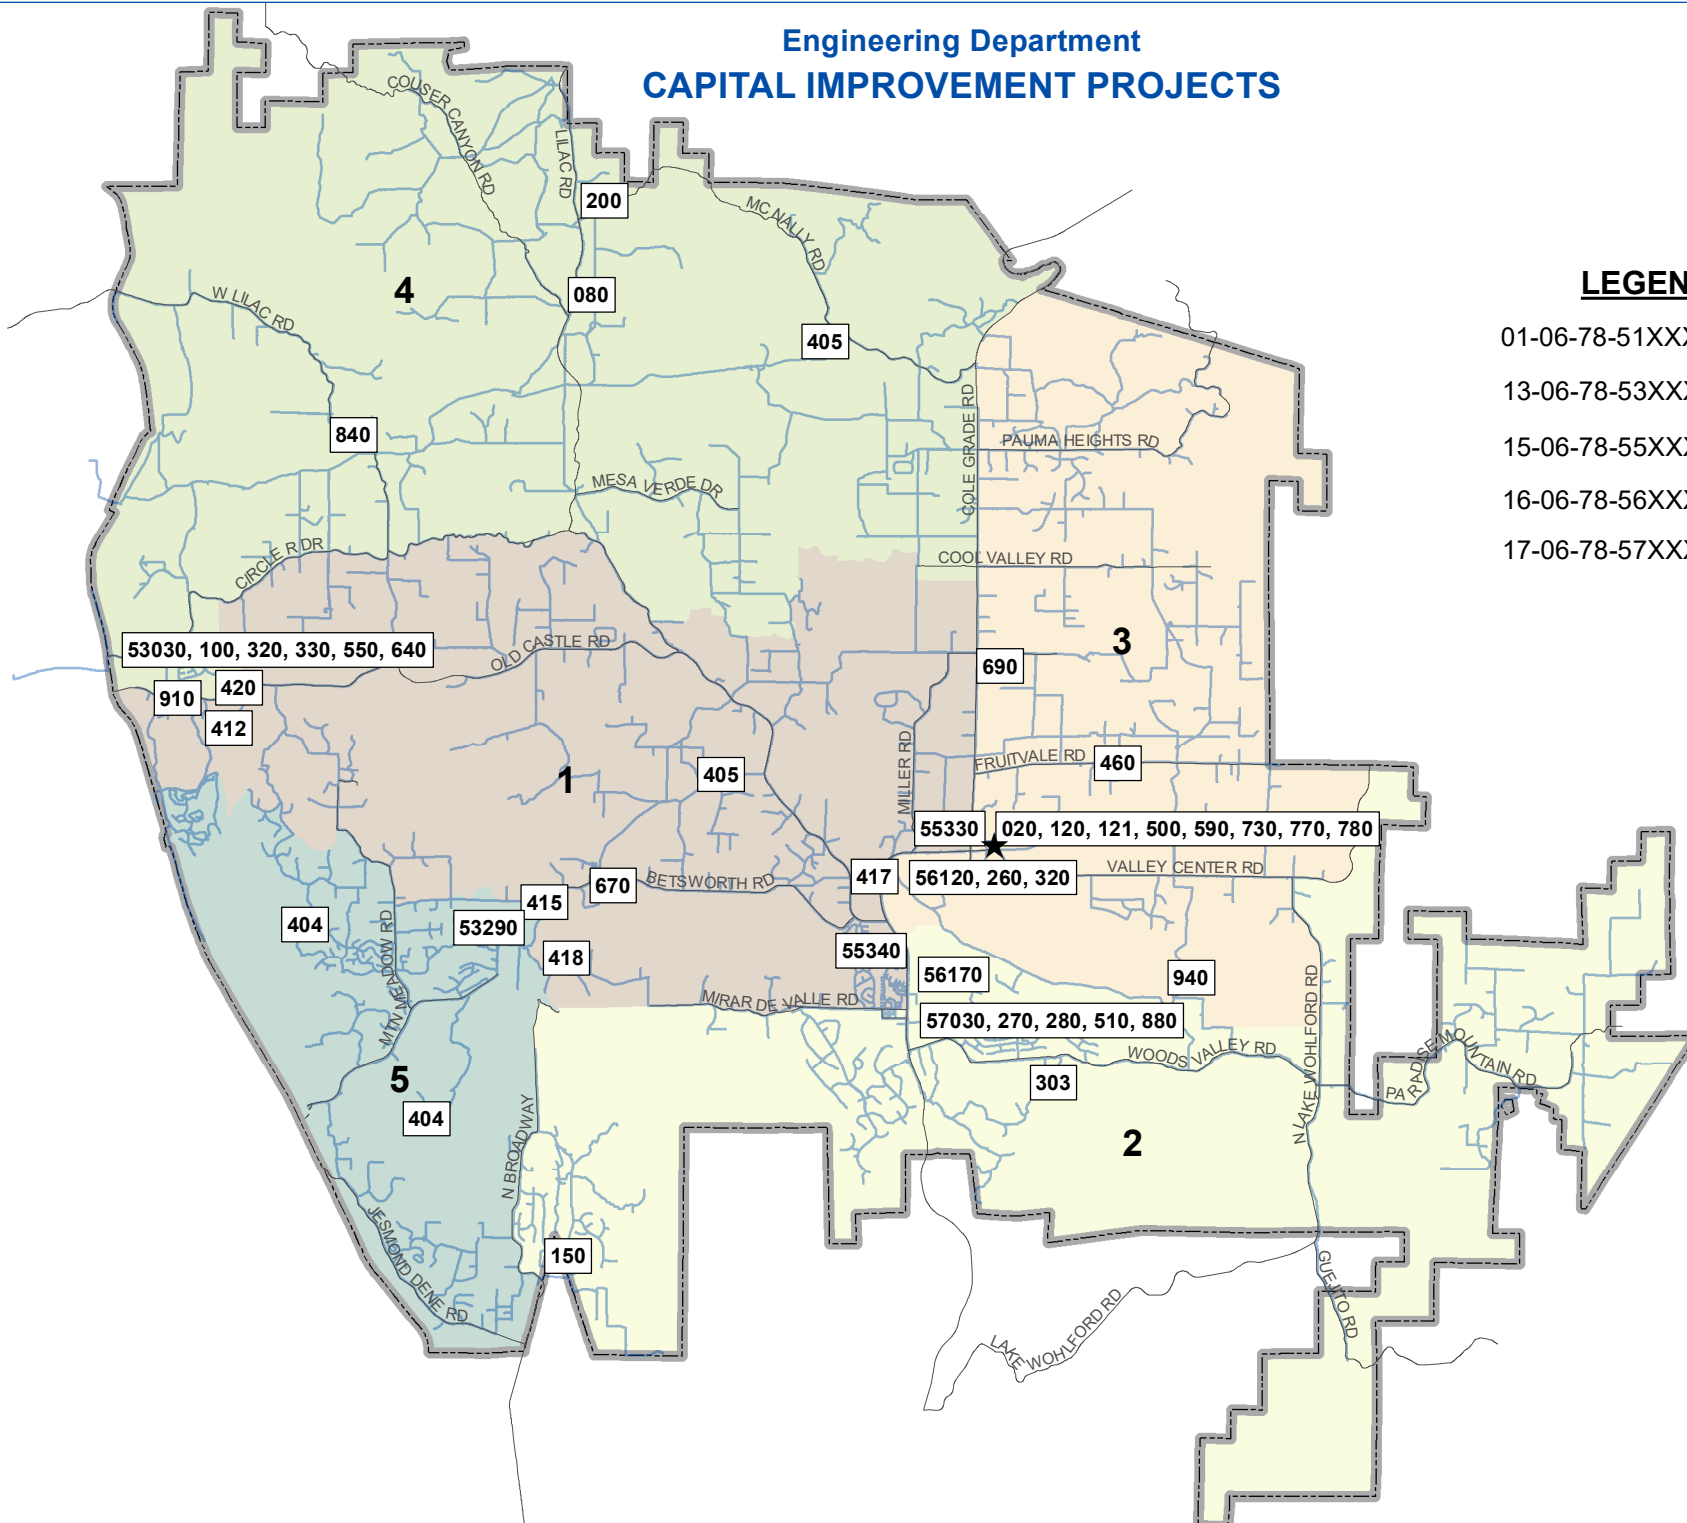 Engineering Department
CAPITAL IMPROVEMENT PROJECTS
COUSER CANYON RD
LILAC RD
200
MC NALLY RD
4
080
W LILAC RD
405
LEGEN
01-06-78-51XXX
13-06-78-53XXX
15-06-78-55XXX
16-06-78-56XXX
17-06-78-57XXX
840
COLE GRADE RD
PAUMA HEIGHTS RD
MESA VERDE DR
CIRCLE R DR
COOL VALLEY RD
53030, 100, 320, 330, 550, 640
OLD CASTLE RD
3
690
420
910
412
1
405
MILLER RD
FRUITVALE RD
460
55330
020, 120, 121, 500, 590, 730, 770, 780
417
56120, 260, 320
VALLEY CENTER RD
670
BETSWORTH RD
415
404
53290
MTN MEADOW RD
418
55340
56170
940
MIRAR DE VALLE RD
57030, 270, 280, 510, 880
N LAKE WOHLFORD RD
WOODS VALLEY RD
PARADISE MOUNTAIN RD
5
303
404
N BROADWAY
2
JESMOND DENE RD
150
GUEJITO RD
LAKE WOHLFORD RD